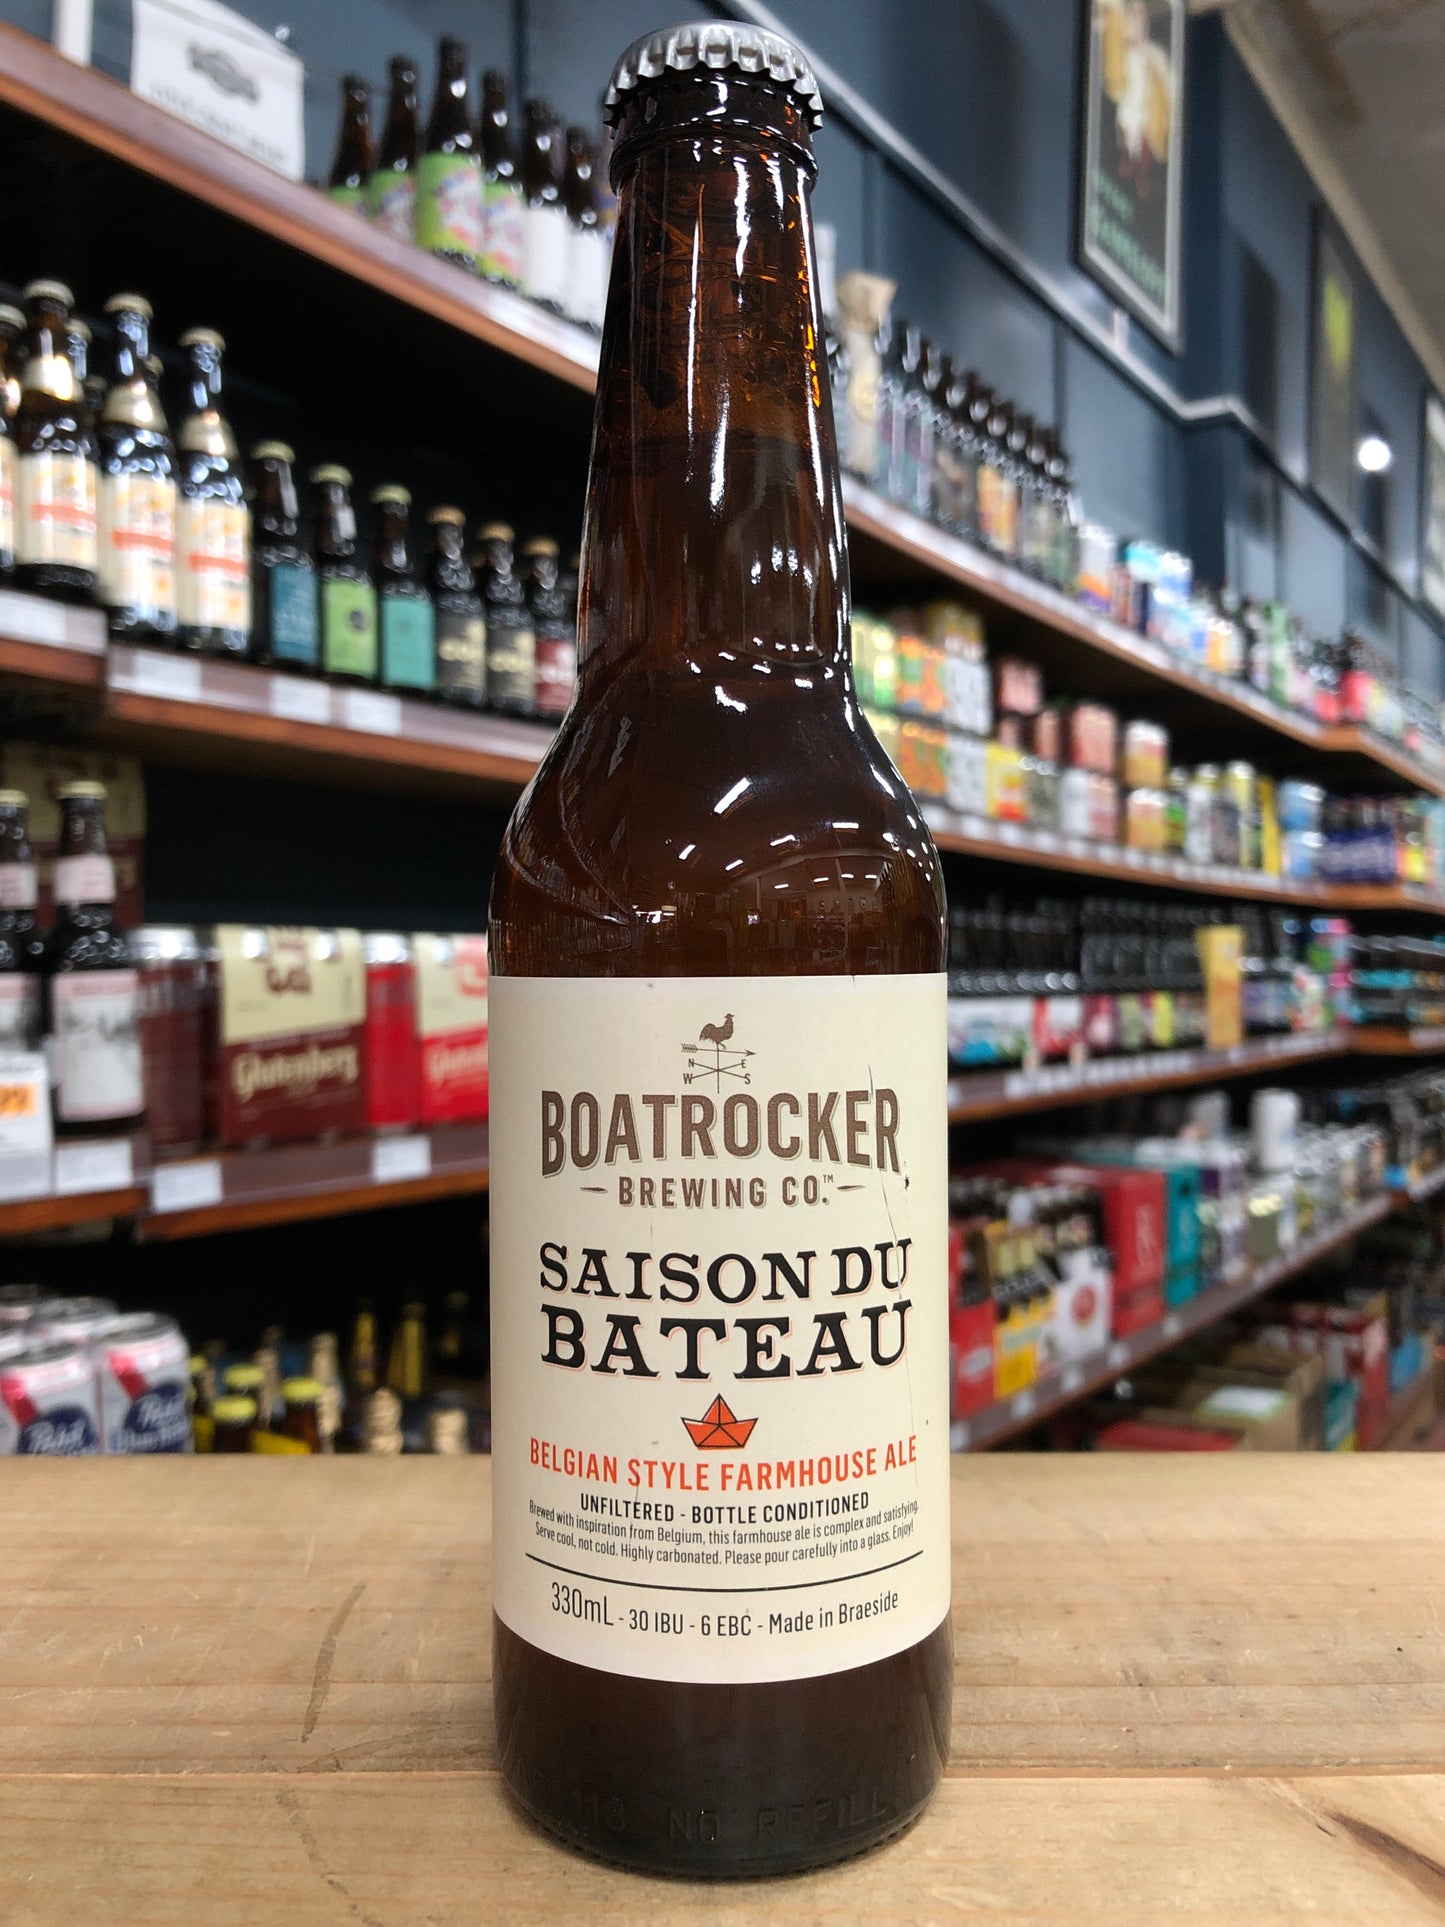 N E
W S
BOATROCKER
BREWING CO.™
SAISON DU
BATEAU
BELGIAN STYLE FARMHOUSE ALE
UNFILTERED - BOTTLE CONDITIONED
Brewed with inspiration from Belgium, this farmhouse ale is complex and satisfying.
Serve cool, not cold. Highly carbonated. Please pour carefully into a glass. Enjoy!
330mL - 30 IBU - 6 EBC - Made in Braeside
NO REFILL
Glutenberg
Pabst